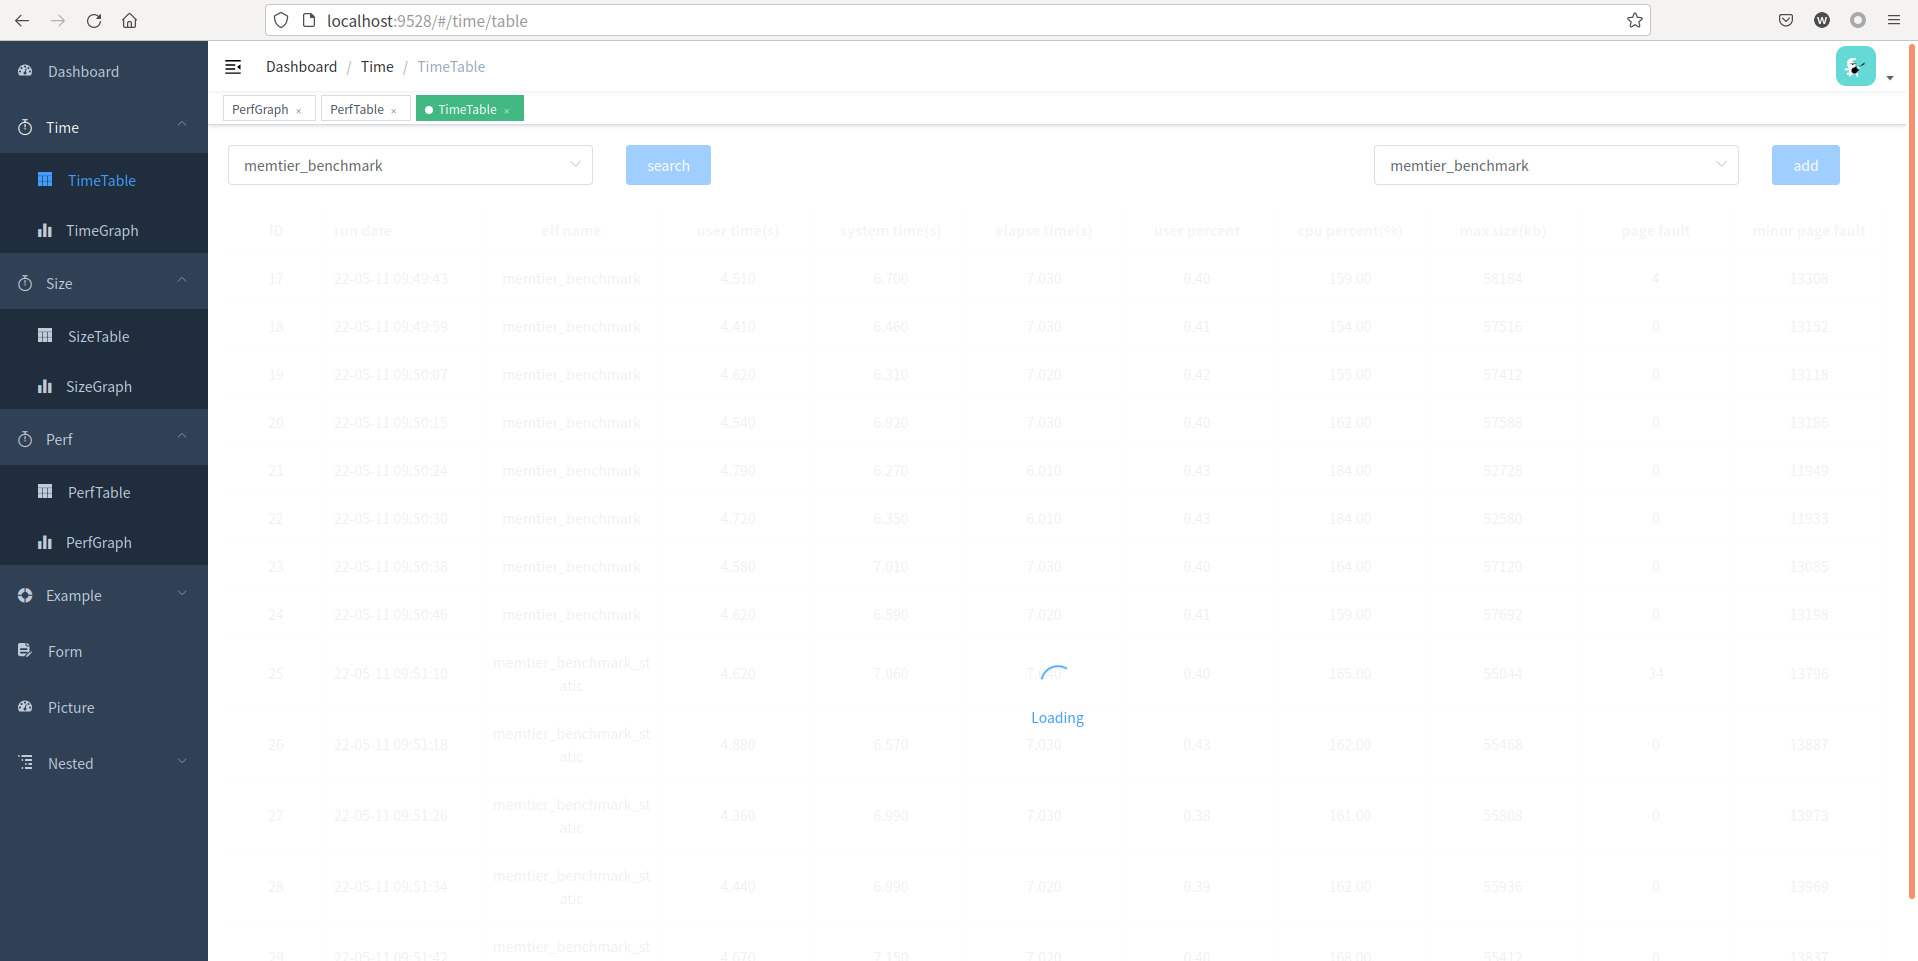 localhost:9528/#/time/table
Dashboard
Time
TimeTable
TimeGraph
Size
SizeTable
SizeGraph
Perf
PerfTable
PerfGraph
Example
Form
Picture
Nested
Dashboard / Time / TimeTable
PerfGraph × PerfTable × TimeTable ×
memtier_benchmark search memtier_benchmark add
ID run date elf name user time(s) system time(s) elapse time(s) user percent cpu percent(%) max size(kb) page fault minor page fault
17 22-05-11 09:49:43 memtier_benchmark 4.510 6.700 7.030 0.40 159.00 58184 4 13308
18 22-05-11 09:49:59 memtier_benchmark 4.410 6.460 7.030 0.41 154.00 57516 0 13152
19 22-05-11 09:50:07 memtier_benchmark 4.620 6.310 7.020 0.42 155.00 57412 0 13118
20 22-05-11 09:50:15 memtier_benchmark 4.540 6.920 7.030 0.40 162.00 57588 0 13186
21 22-05-11 09:50:24 memtier_benchmark 4.790 6.270 6.010 0.43 184.00 52728 0 11949
22 22-05-11 09:50:30 memtier_benchmark 4.720 6.350 6.010 0.43 184.00 52580 0 11933
23 22-05-11 09:50:38 memtier_benchmark 4.580 7.010 7.030 0.40 164.00 57120 0 13085
24 22-05-11 09:50:46 memtier_benchmark 4.620 6.590 7.020 0.41 159.00 57692 0 13198
25 22-05-11 09:51:10 memtier_benchmark_st
atic 4.620 7.060 0.40 165.00 55044 34 13796
Loading
26 22-05-11 09:51:18 memtier_benchmark_st
atic 4.880 6.570 7.030 0.43 162.00 55468 0 13887
27 22-05-11 09:51:26 memtier_benchmark_st
atic 4.360 6.990 7.030 0.38 161.00 55808 0 13973
28 22-05-11 09:51:34 memtier_benchmark_st
atic 4.440 6.990 7.020 0.39 162.00 55936 0 13969
29 22-05-11 09:51:42 memtier_benchmark_st
4.670 7.150 7.020 0.40 168.00 55412 0 13837